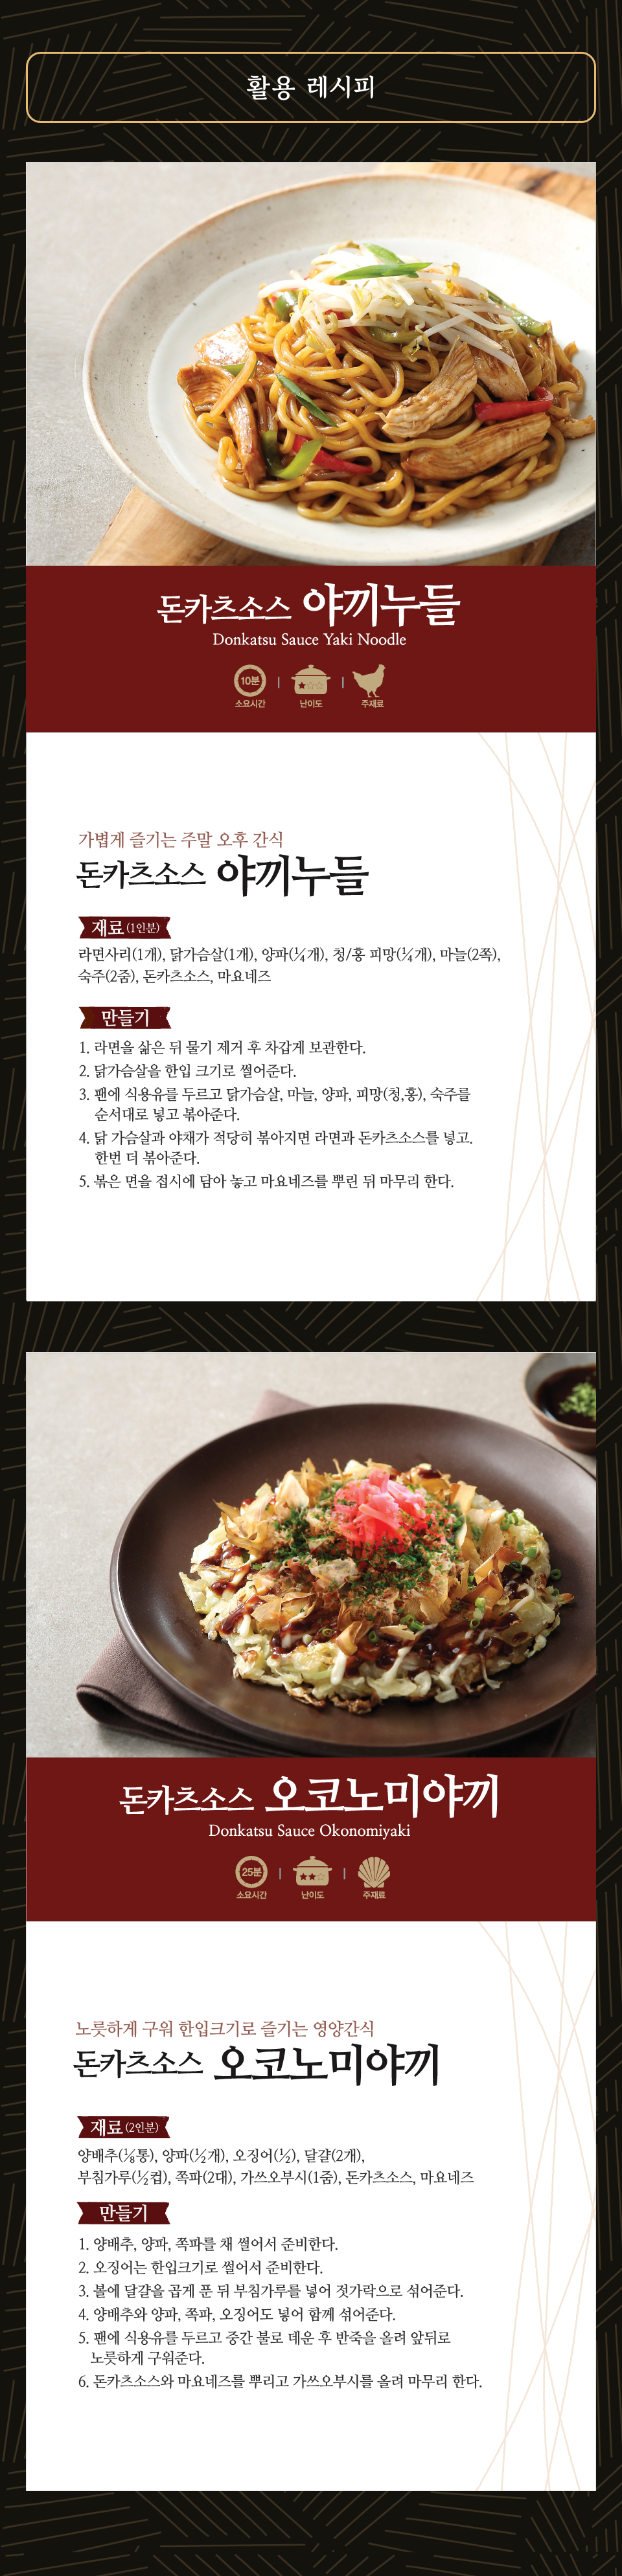 활용 레시피
돈카츠소스 야끼누들
Donkatsu Sauce Yaki Noodle
10분
소요시간
난이도
주재료
가볍게 즐기는 주말 오후 간식
돈카츠소스 야끼누들
재료 (1인분)
라면사리(1개), 닭가슴살(1개), 양파(¼개), 청/홍 피망(¼개), 마늘(2쪽),
숙주(2줌), 돈카츠소스, 마요네즈
만들기
1. 라면을 삶은 뒤 물기 제거 후 차갑게 보관한다.
2. 닭가슴살을 한입 크기로 썰어준다.
3. 팬에 식용유를 두르고 닭가슴살, 마늘, 양파, 피망(청,홍), 숙주를
순서대로 넣고 볶아준다.
4. 닭 가슴살과 야채가 적당히 볶아지면 라면과 돈카츠소스를 넣고.
한번 더 볶아준다.
5. 볶은 면을 접시에 담아 놓고 마요네즈를 뿌린 뒤 마무리 한다.
돈카츠소스 오코노미야끼
Donkatsu Sauce Okonomiyaki
25분
소요시간
난이도
주재료
노릇하게 구워 한입크기로 즐기는 영양간식
돈카츠소스 오코노미야끼
재료 (2인분)
양배추(⅛통), 양파(½개), 오징어(½), 달걀(2개),
부침가루(½컵), 쪽파(2대), 가쓰오부시(1줌), 돈카츠소스, 마요네즈
만들기
1. 양배추, 양파, 쪽파를 채 썰어서 준비한다.
2. 오징어는 한입크기로 썰어서 준비한다.
3. 볼에 달걀을 곱게 푼 뒤 부침가루를 넣어 젓가락으로 섞어준다.
4. 양배추와 양파, 쪽파, 오징어도 넣어 함께 섞어준다.
5. 팬에 식용유를 두르고 중간 불로 데운 후 반죽을 올려 앞뒤로
노릇하게 구워준다.
6. 돈카츠소스와 마요네즈를 뿌리고 가쓰오부시를 올려 마무리 한다.